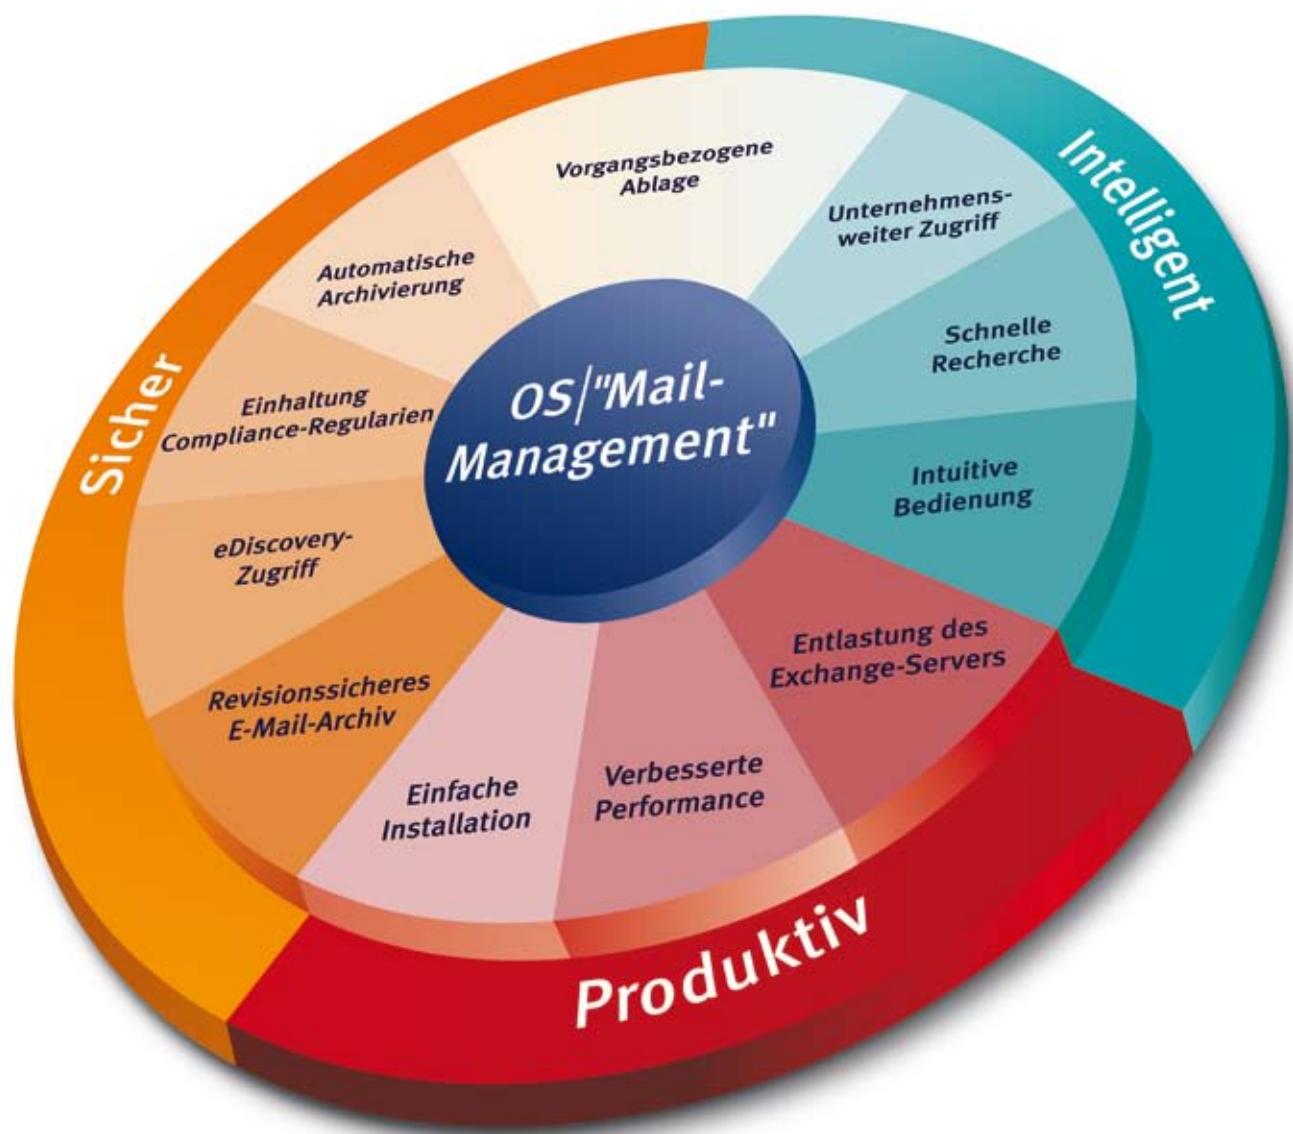 Vorgangsbezogene
Ablage
Unternehmens-
weiter Zugriff
Schnelle
Recherche
Intuitive
Bedienung
Entlastung des
Exchange-Servers
Verbesserte
Performance
Einfache
Installation
Revisionssicheres
E-Mail-Archiv
eDiscovery-
Zugriff
Einhaltung
Compliance-Regularien
Automatische
Archivierung
OS|"Mail-
Management"
Intelligent
Produktiv
Sicher